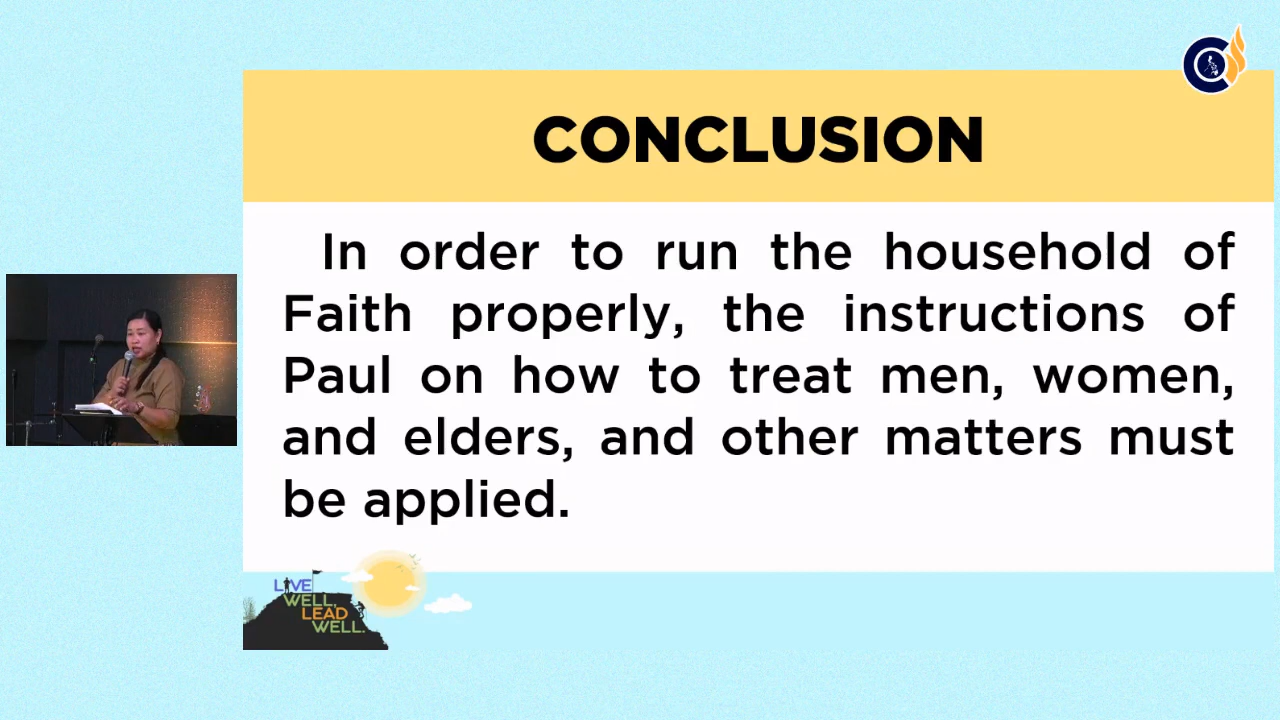 CONCLUSION
In order to run the household of
Faith properly, the instructions of
Paul on how to treat men, women,
and elders, and other matters must
be applied.
LIVE
WELL,
LEAD
WELL.